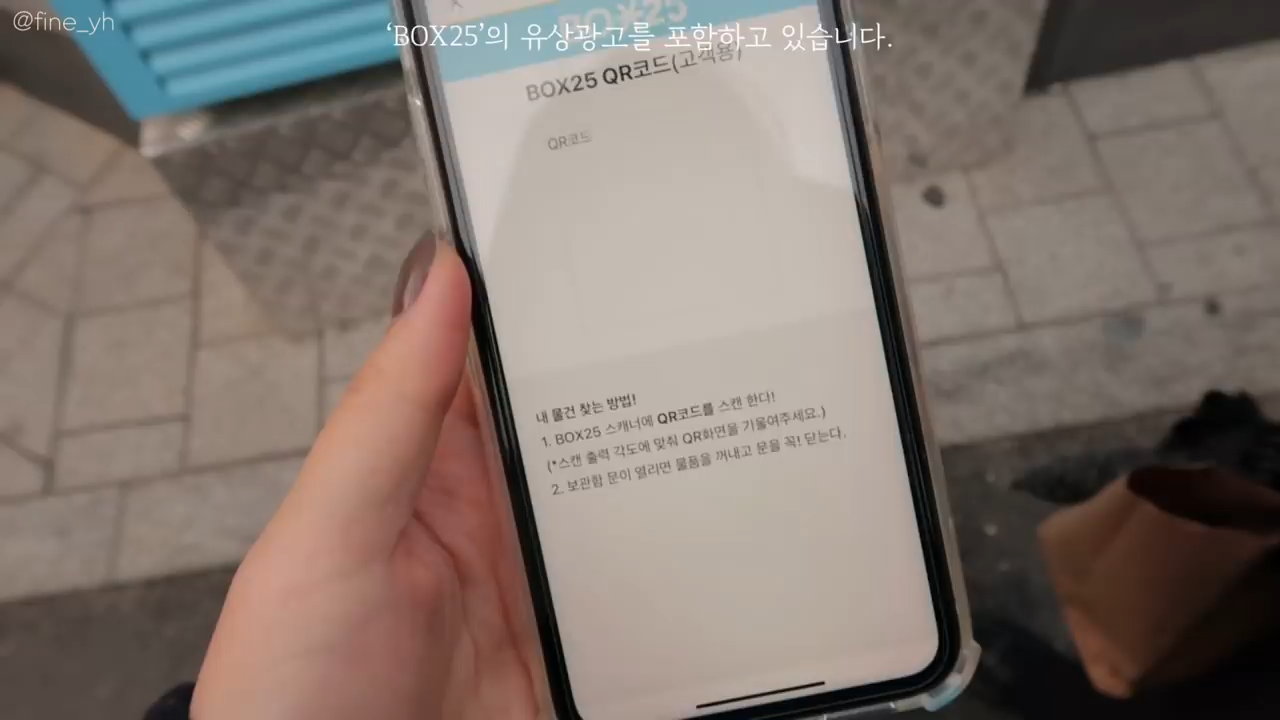 @fine_yh
‘BOX25’의 유상광고를 포함하고 있습니다.
BOX25
BOX25 QR코드(고객용)
QR코드
내 물건 찾는 방법!
1. BOX25 스캐너에 QR코드를 스캔 한다!
(*스캔 출력 각도에 맞춰 QR화면을 기울여주세요.)
2. 보관함 문이 열리면 물품을 꺼내고 문을 꼭! 닫는다.